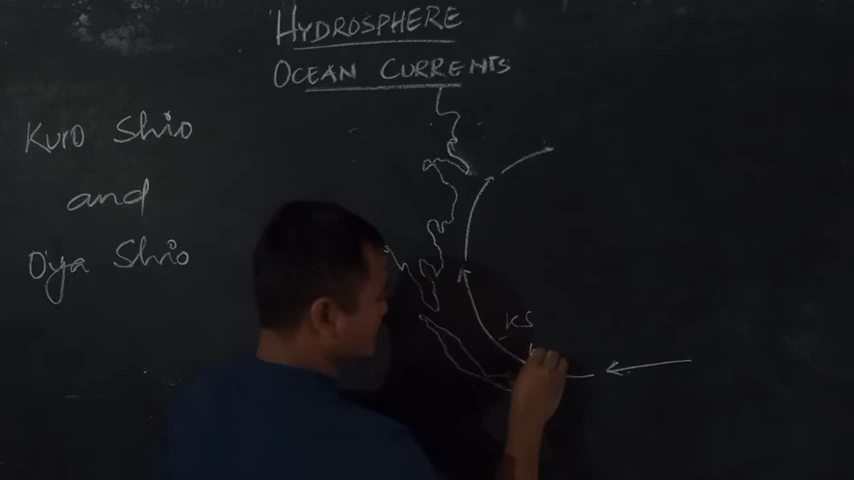 HYDROSPHERE
OCEAN CURRENTS
Kuro Shio
and
Oya Shio
KS